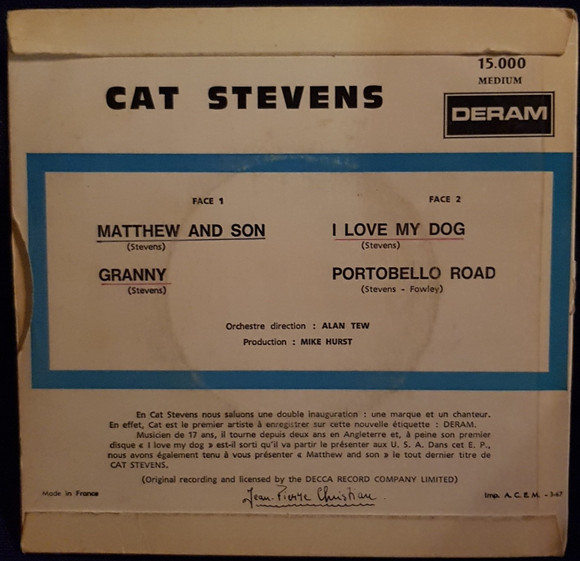 15.000
MEDIUM
CAT STEVENS
DERAM
FACE 1
MATTHEW AND SON
(Stevens)
GRANNY
(Stevens)
FACE 2
I LOVE MY DOG
(Stevens)
PORTOBELLO ROAD
(Stevens - Fowley)
Orchestre direction : ALAN TEW
Production : MIKE HURST
En Cat Stevens nous saluons une double inauguration : une marque et un chanteur.
En effet, Cat est le premier artiste à enregistrer sur cette nouvelle étiquette : DERAM.
Musicien de 17 ans, il tourne depuis deux ans en Angleterre et, à peine son premier
disque « I love my dog » est-il sorti qu'il va partir le présenter aux U. S. A. Dans cet E. P.,
nous avons également tenu à vous présenter « Matthew and son » le tout dernier titre de
CAT STEVENS.
(Original recording and licensed by the DECCA RECORD COMPANY LIMITED)
Made in France
Jean-Pierre Christian
Imp. A. C. E. M. - 3-67